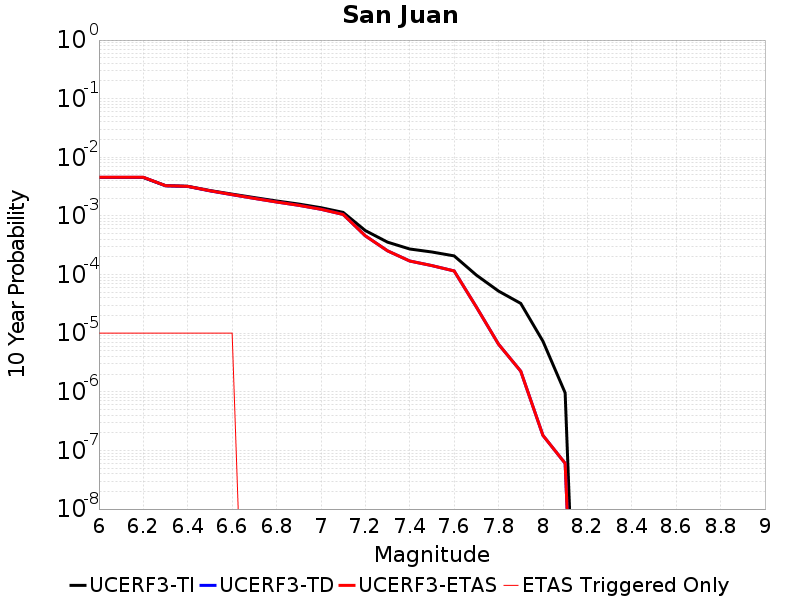 San Juan
10^0
10^-1
10^-2
10^-3
10^-4
10^-5
10^-6
10^-7
10^-8
10 Year Probability
6 6.2 6.4 6.6 6.8 7 7.2 7.4 7.6 7.8 8 8.2 8.4 8.6 8.8 9
Magnitude
UCERF3-TI UCERF3-TD UCERF3-ETAS ETAS Triggered Only